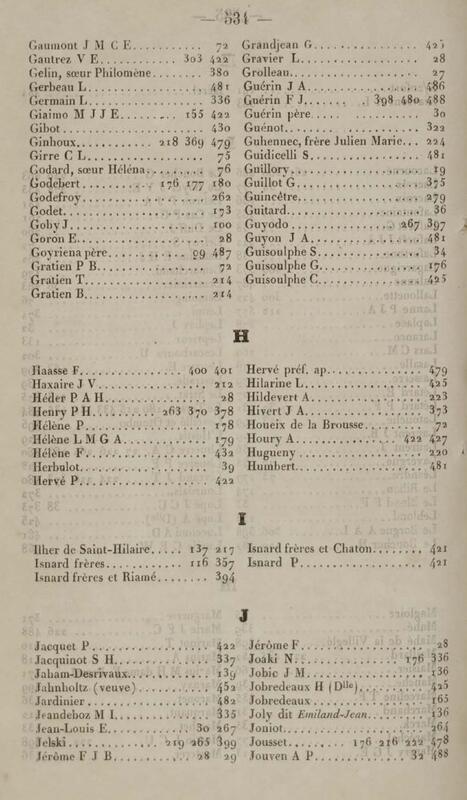 — 534 —
Gaumont J M C E........... 72
Gautrez V E............ 303 422
Gelin, sœur Philomène........ 380
Gerbeau L................. 481
Germain L................. 336
Giaimo M J J E......... 155 422
Gibot..................... 430
Ginhoux............ 218 369 479
Girre C L................. 75
Godard, sœur Héléna......... 76
Godebert........... 176 177 180
Godefroy.................. 262
Godet..................... 173
Goby J.................... 100
Goron E................... 28
Goyriena père........... 99 487
Gratien P B............... 72
Gratien T................. 214
Gratien B................. 214
Grandjean G............... 425
Gravier L................. 28
Grolleau.................. 27
Guérin J A................ 486
Guérin F J......... 398 480 488
Guérin père............... 30
Guénot.................... 322
Guhennec, frère Julien Marie... 224
Guidicelli S.............. 481
Guillory.................. 19
Guillot G................. 375
Guincêtre................. 279
Guitard................... 36
Guyodo................ 267 397
Guyon J A................. 481
Guisoulphe S.............. 34
Guisoulphe G.............. 176
Guisoulphe C.............. 425
H
Haasse F.............. 400 401
Haxaire J V............... 212
Héder P A H............... 28
Henry P H.......... 263 370 378
Hélène P.................. 178
Hélène L M G A............ 179
Hélène F.................. 432
Herbulot.................. 39
Hervé P................... 422
Hervé préf. ap............ 479
Hilarine L................ 425
Hildevert A............... 223
Hivert J A................ 373
Houeix de la Brousse...... 72
Houry A............... 422 427
Hugueny................... 220
Humbert................... 481
I
Ilher de Saint-Hilaire..... 137 217
Isnard frères......... 116 357
Isnard frères et Riamé........ 394
Isnard frères et Chaton....... 421
Isnard P.................. 421
J
Jacquet P................. 422
Jacquinot S H............. 337
Jaham-Desrivaux........... 139
Jahnholtz (veuve)......... 452
Jardinier................. 482
Jeandeboz M I............. 335
Jean-Louis E........... 30 267
Jelski............. 219 265 399
Jérôme F J B........... 28 29
Jérôme F.................. 28
Joaki N............... 176 336
Jobic J M................. 136
Jobredeaux H (Dlle)....... 425
Jobredeaux................ 165
Joly dit Emiland-Jean..... 136
Joniot.................... 264
Jousset........ 176 216 222 478
Jouven A P............. 32 488